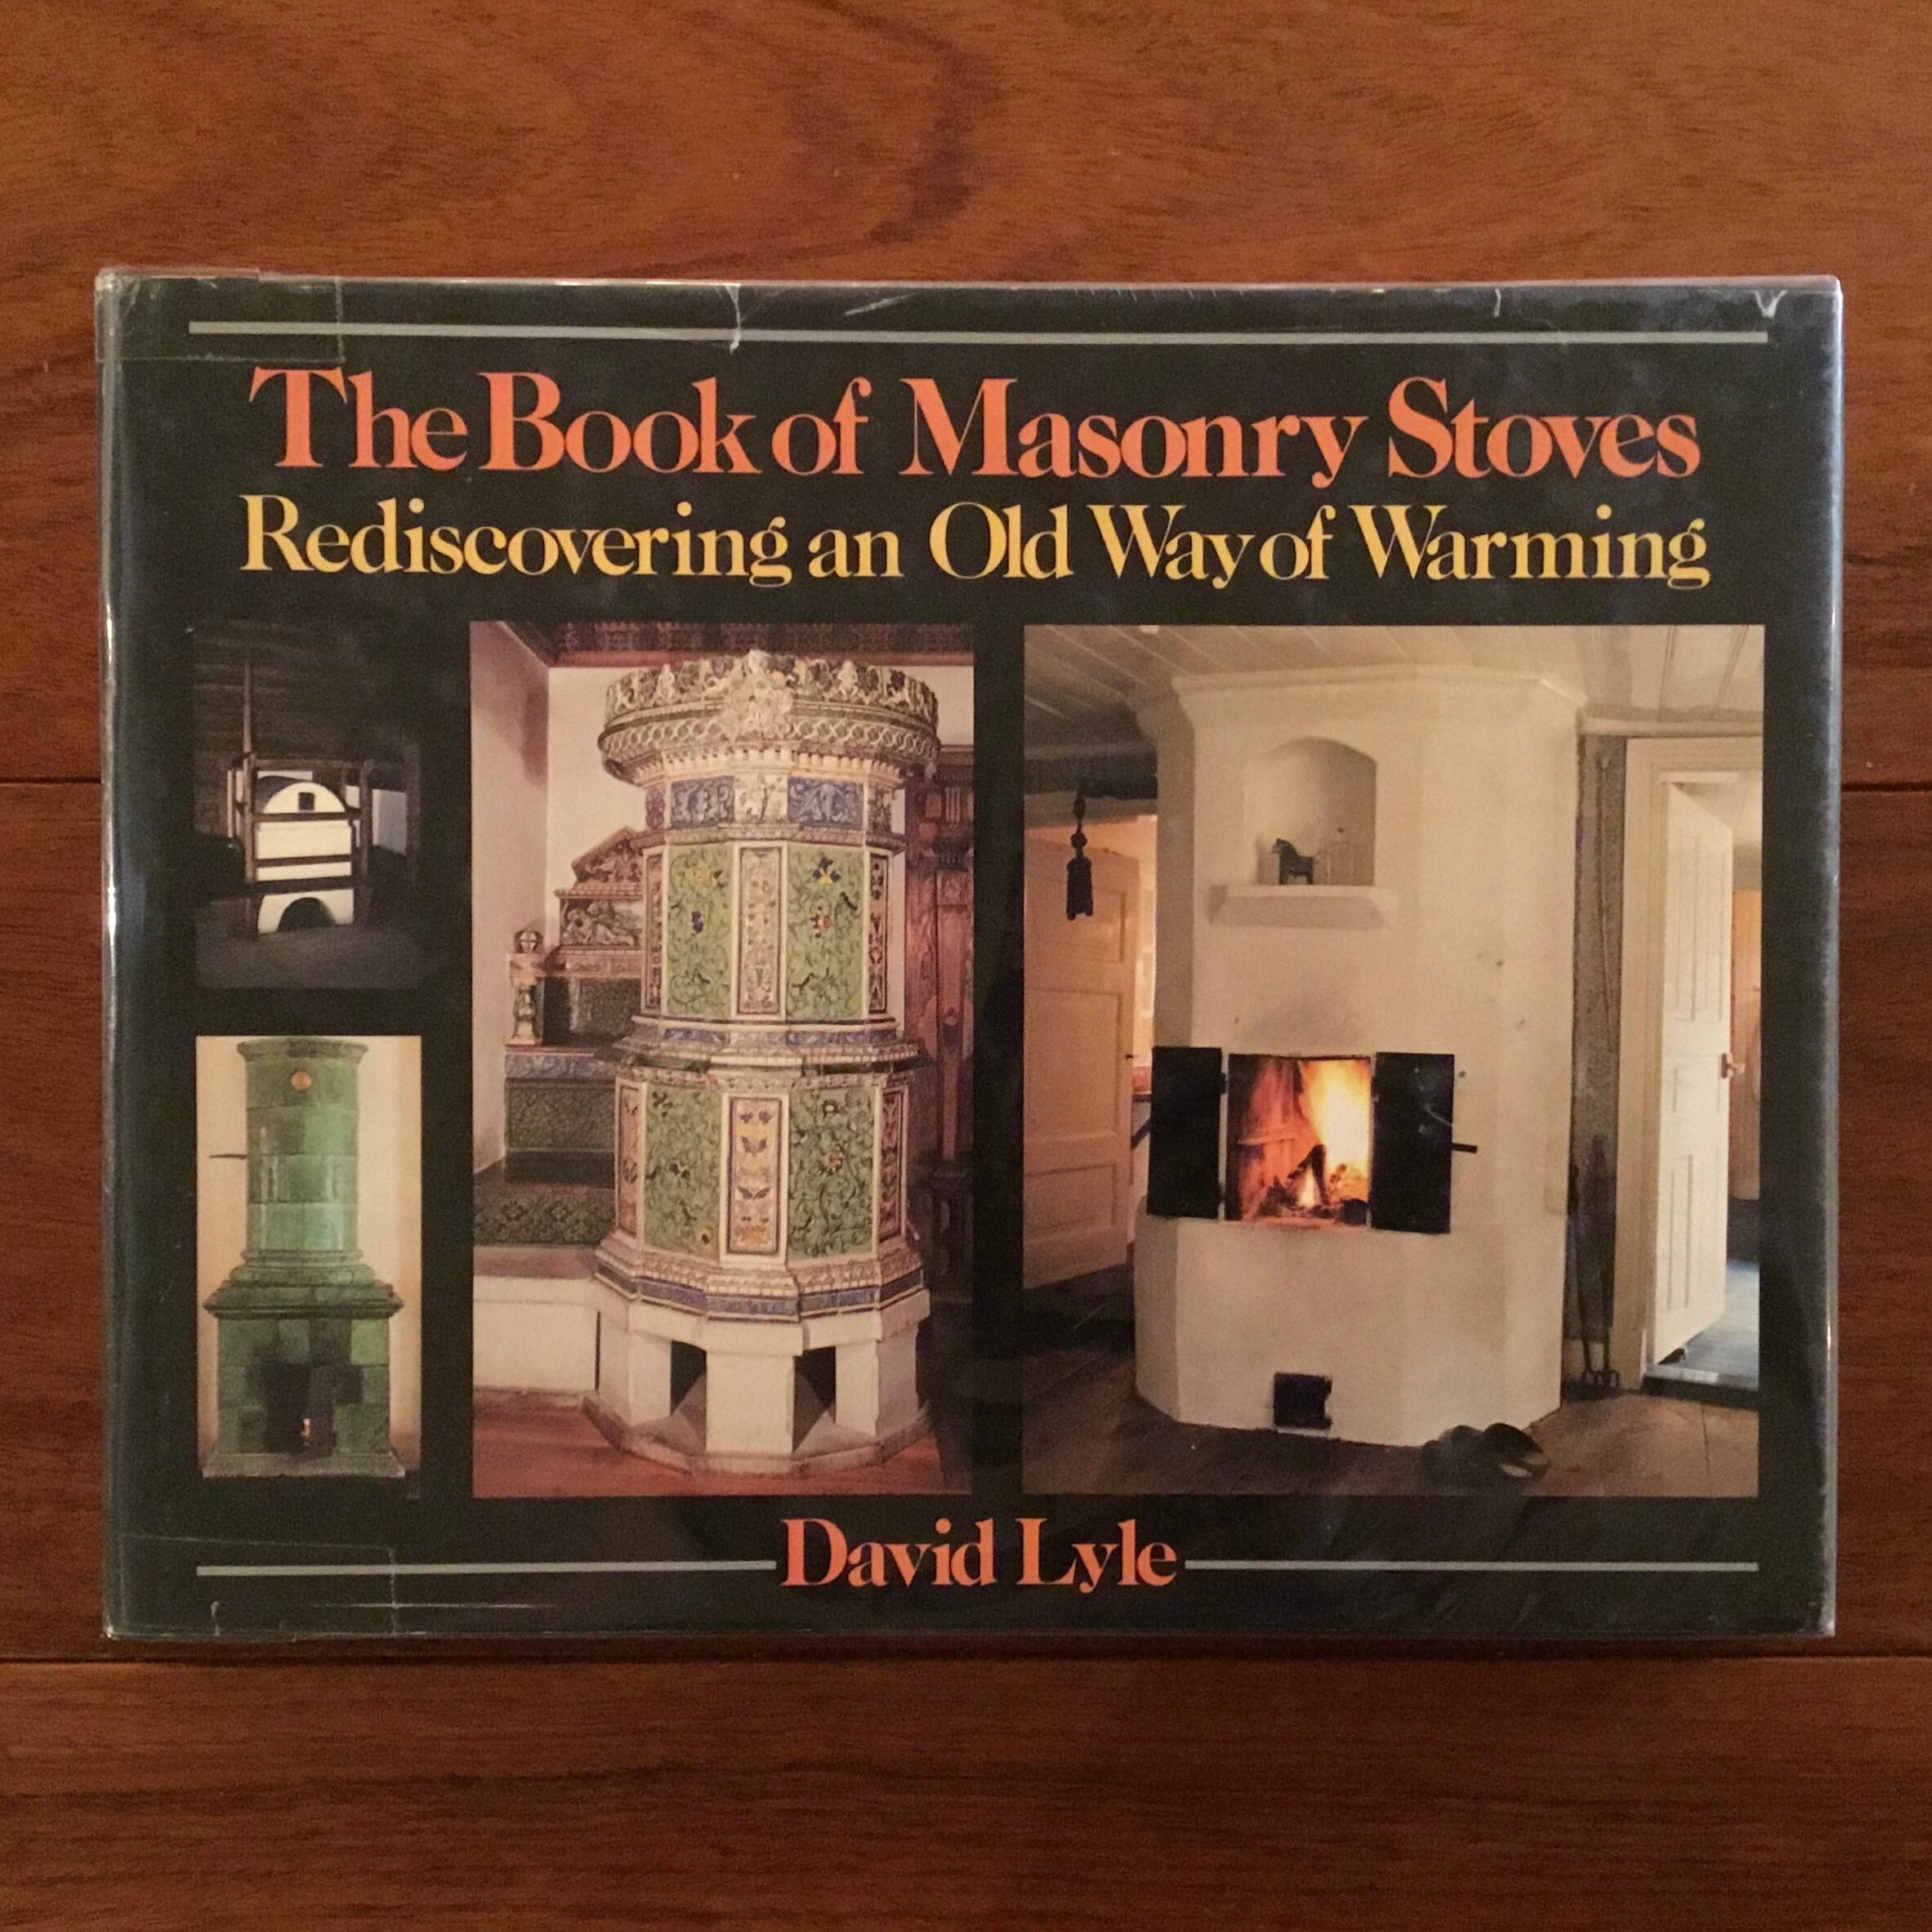 The Book of Masonry Stoves
Rediscovering an Old Way of Warming
David Lyle